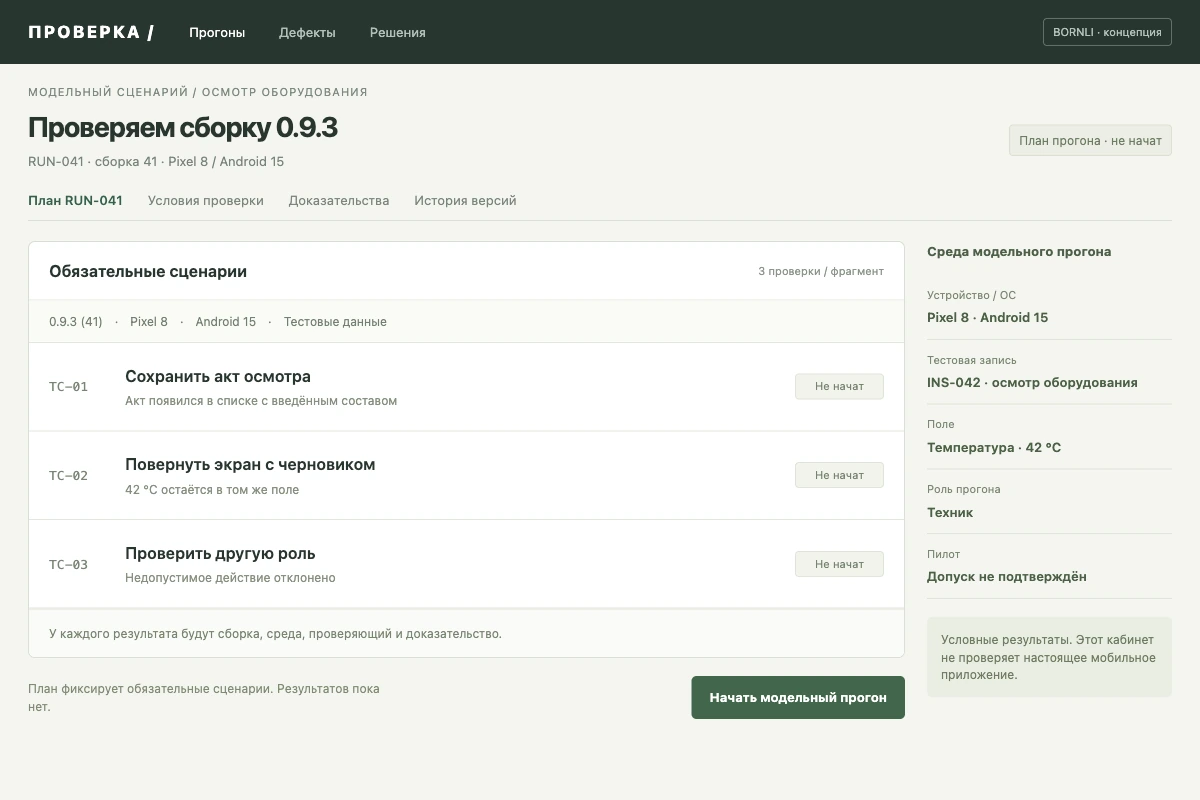 ПРОВЕРКА /
Прогоны
Дефекты
Решения
BORNLI · концепция
МОДЕЛЬНЫЙ СЦЕНАРИЙ / ОСМОТР ОБОРУДОВАНИЯ
Проверяем сборку 0.9.3
RUN-041 · сборка 41 · Pixel 8 / Android 15
План прогона · не начат
План RUN-041
Условия проверки
Доказательства
История версий
Обязательные сценарии
3 проверки / фрагмент
0.9.3 (41) · Pixel 8 · Android 15 · Тестовые данные
TC-01
Сохранить акт осмотра
Акт появился в списке с введённым составом
Не начат
TC-02
Повернуть экран с черновиком
42 °C остаётся в том же поле
Не начат
TC-03
Проверить другую роль
Недопустимое действие отклонено
Не начат
У каждого результата будут сборка, среда, проверяющий и доказательство.
План фиксирует обязательные сценарии. Результатов пока
нет.
Начать модельный прогон
Среда модельного прогона
Устройство / ОС
Pixel 8 · Android 15
Тестовая запись
INS-042 · осмотр оборудования
Поле
Температура · 42 °C
Роль прогона
Техник
Пилот
Допуск не подтверждён
Условные результаты. Этот кабинет
не проверяет настоящее мобильное
приложение.